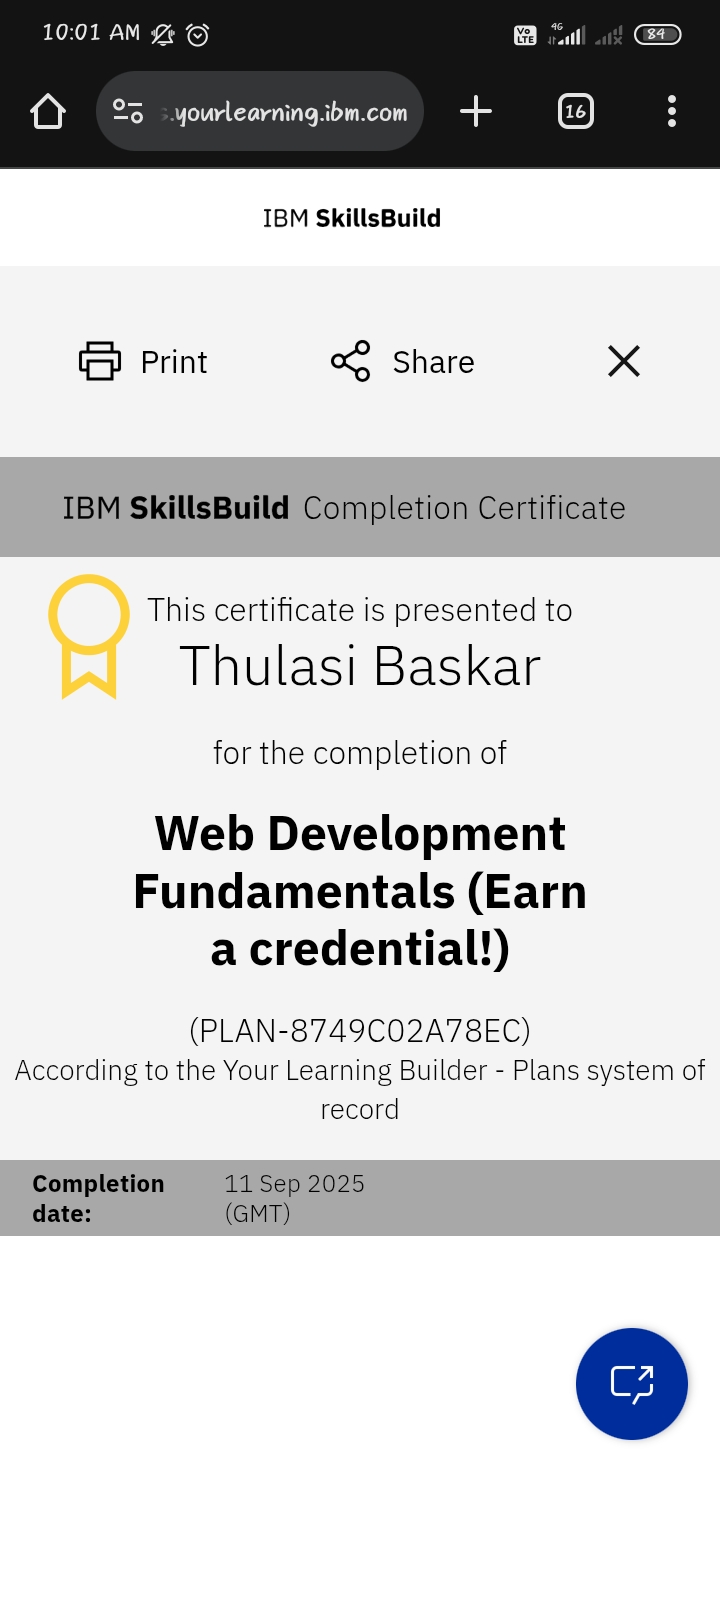 10:01 AM
Vo LTE
4G
84
s.yourlearning.ibm.com
16
IBM SkillsBuild
Print
Share
IBM SkillsBuild Completion Certificate
This certificate is presented to
Thulasi Baskar
for the completion of
Web Development
Fundamentals (Earn
a credential!)
(PLAN-8749C02A78EC)
According to the Your Learning Builder - Plans system of
record
Completion 11 Sep 2025
date: (GMT)